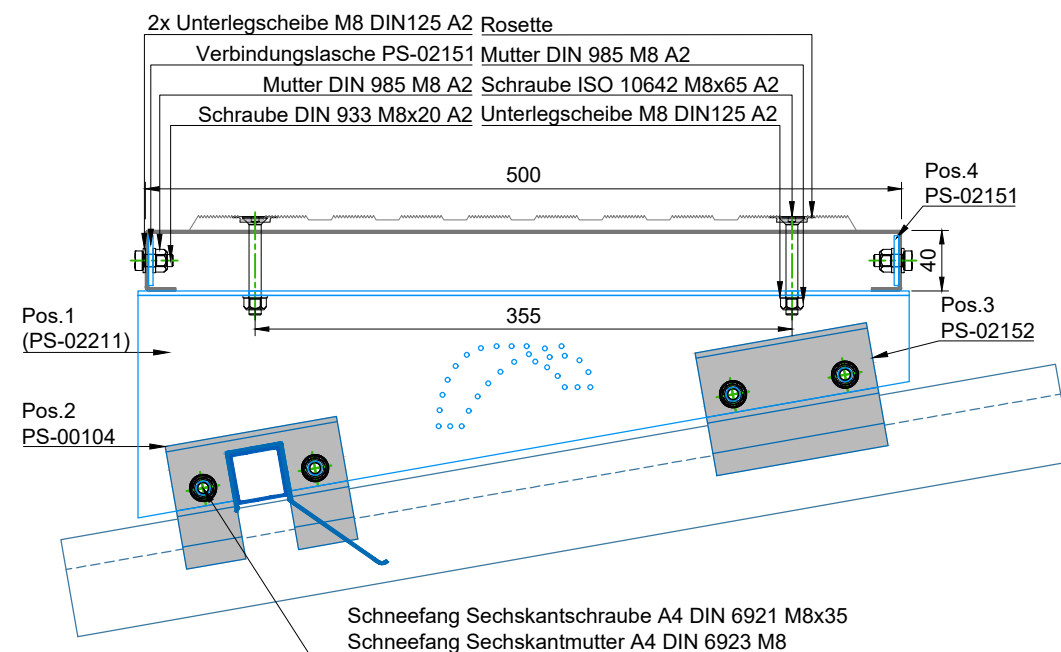 2x Unterlegscheibe M8 DIN125 A2 Rosette
Verbindungslasche PS-02151 Mutter DIN 985 M8 A2
Mutter DIN 985 M8 A2 Schraube ISO 10642 M8x65 A2
Schraube DIN 933 M8x20 A2 Unterlegscheibe M8 DIN125 A2
500
Pos.4
PS-02151
40
Pos.1
(PS-02211)
355
Pos.3
PS-02152
Pos.2
PS-00104
Schneefang Sechskantschraube A4 DIN 6921 M8x35
Schneefang Sechskantmutter A4 DIN 6923 M8